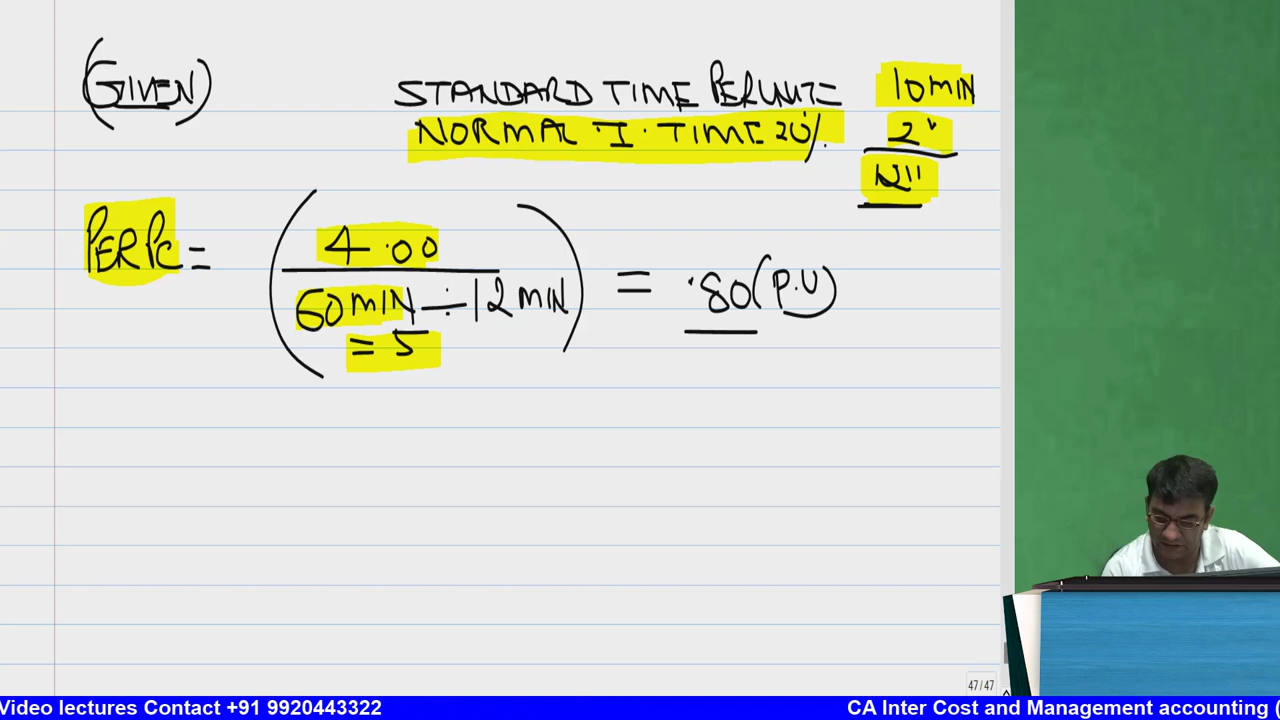 (GIVEN)
STANDARD TIME PER UNIT = 10 MIN
NORMAL . I . TIME 20%. 2"
12"
PER PC = ( 4.00
60 MIN ÷ 12 MIN ) = .80 (P.U)
= 5
47/47
Video lectures Contact +91 9920443322
CA Inter Cost and Management accounting (